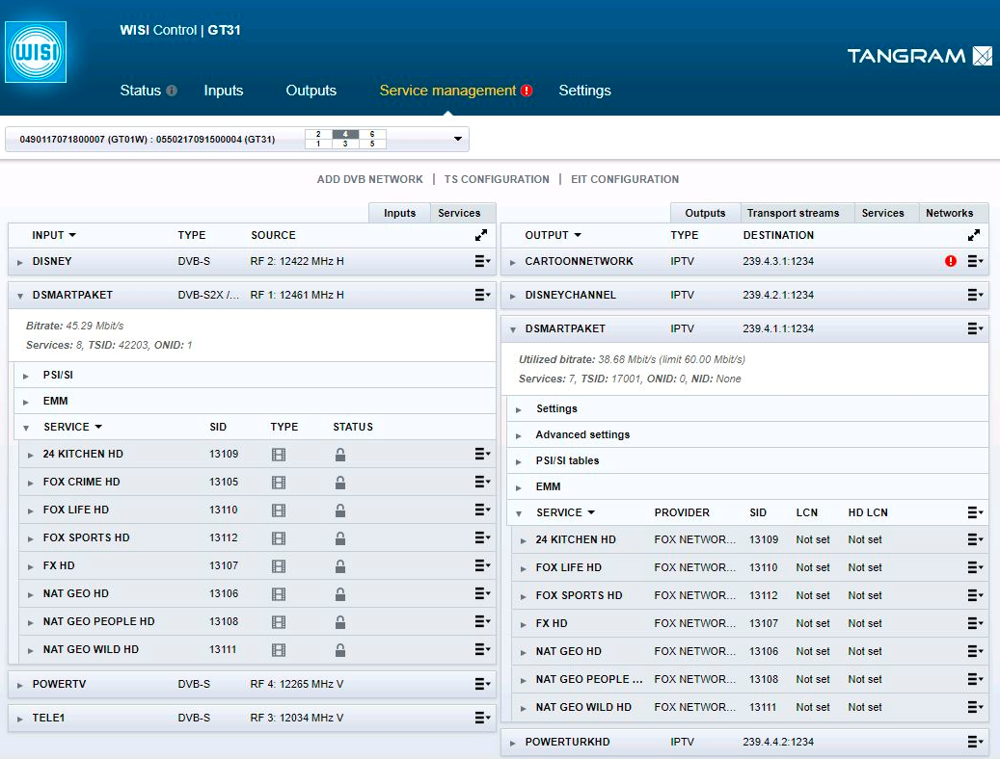 WISI Control | GT31
WISI
TANGRAM
Status Inputs Outputs Service management Settings
0490117071800007 (GT01W) : 0550217091500004 (GT31)
2 4 6
1 3 5
ADD DVB NETWORK | TS CONFIGURATION | EIT CONFIGURATION
Inputs Services
INPUT TYPE SOURCE
DISNEY DVB-S RF 2: 12422 MHz H
DSMARTPAKET DVB-S2X /... RF 1: 12461 MHz H
Bitrate: 45.29 Mbit/s
Services: 8, TSID: 42203, ONID: 1
PSI/SI
EMM
SERVICE SID TYPE STATUS
24 KITCHEN HD 13109
FOX CRIME HD 13105
FOX LIFE HD 13110
FOX SPORTS HD 13112
FX HD 13107
NAT GEO HD 13106
NAT GEO PEOPLE HD 13108
NAT GEO WILD HD 13111
POWERTV DVB-S RF 4: 12265 MHz V
TELE1 DVB-S RF 3: 12034 MHz V
Outputs Transport streams Services Networks
OUTPUT TYPE DESTINATION
CARTOONNETWORK IPTV 239.4.3.1:1234
DISNEYCHANNEL IPTV 239.4.2.1:1234
DSMARTPAKET IPTV 239.4.1.1:1234
Utilized bitrate: 38.68 Mbit/s (limit 60.00 Mbit/s)
Services: 7, TSID: 17001, ONID: 0, NID: None
Settings
Advanced settings
PSI/SI tables
EMM
SERVICE PROVIDER SID LCN HD LCN
24 KITCHEN HD FOX NETWOR... 13109 Not set Not set
FOX LIFE HD FOX NETWOR... 13110 Not set Not set
FOX SPORTS HD FOX NETWOR... 13112 Not set Not set
FX HD FOX NETWOR... 13107 Not set Not set
NAT GEO HD FOX NETWOR... 13106 Not set Not set
NAT GEO PEOPLE ... FOX NETWOR... 13108 Not set Not set
NAT GEO WILD HD FOX NETWOR... 13111 Not set Not set
POWERTURKHD IPTV 239.4.4.2:1234